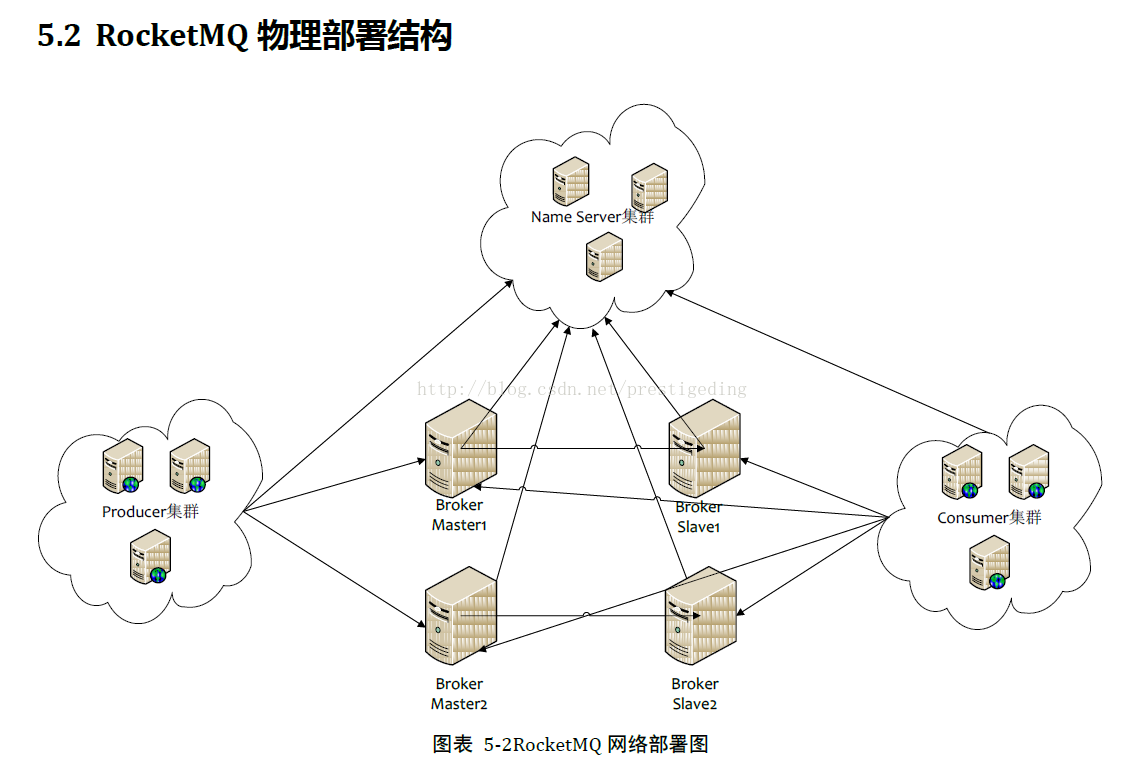 5.2 RocketMQ 物理部署结构
Name Server集群
http://blog.csdn.net/prestigeding
Producer集群
Broker
Master1
Broker
Slave1
Consumer集群
Broker
Master2
Broker
Slave2
图表 5-2RocketMQ 网络部署图